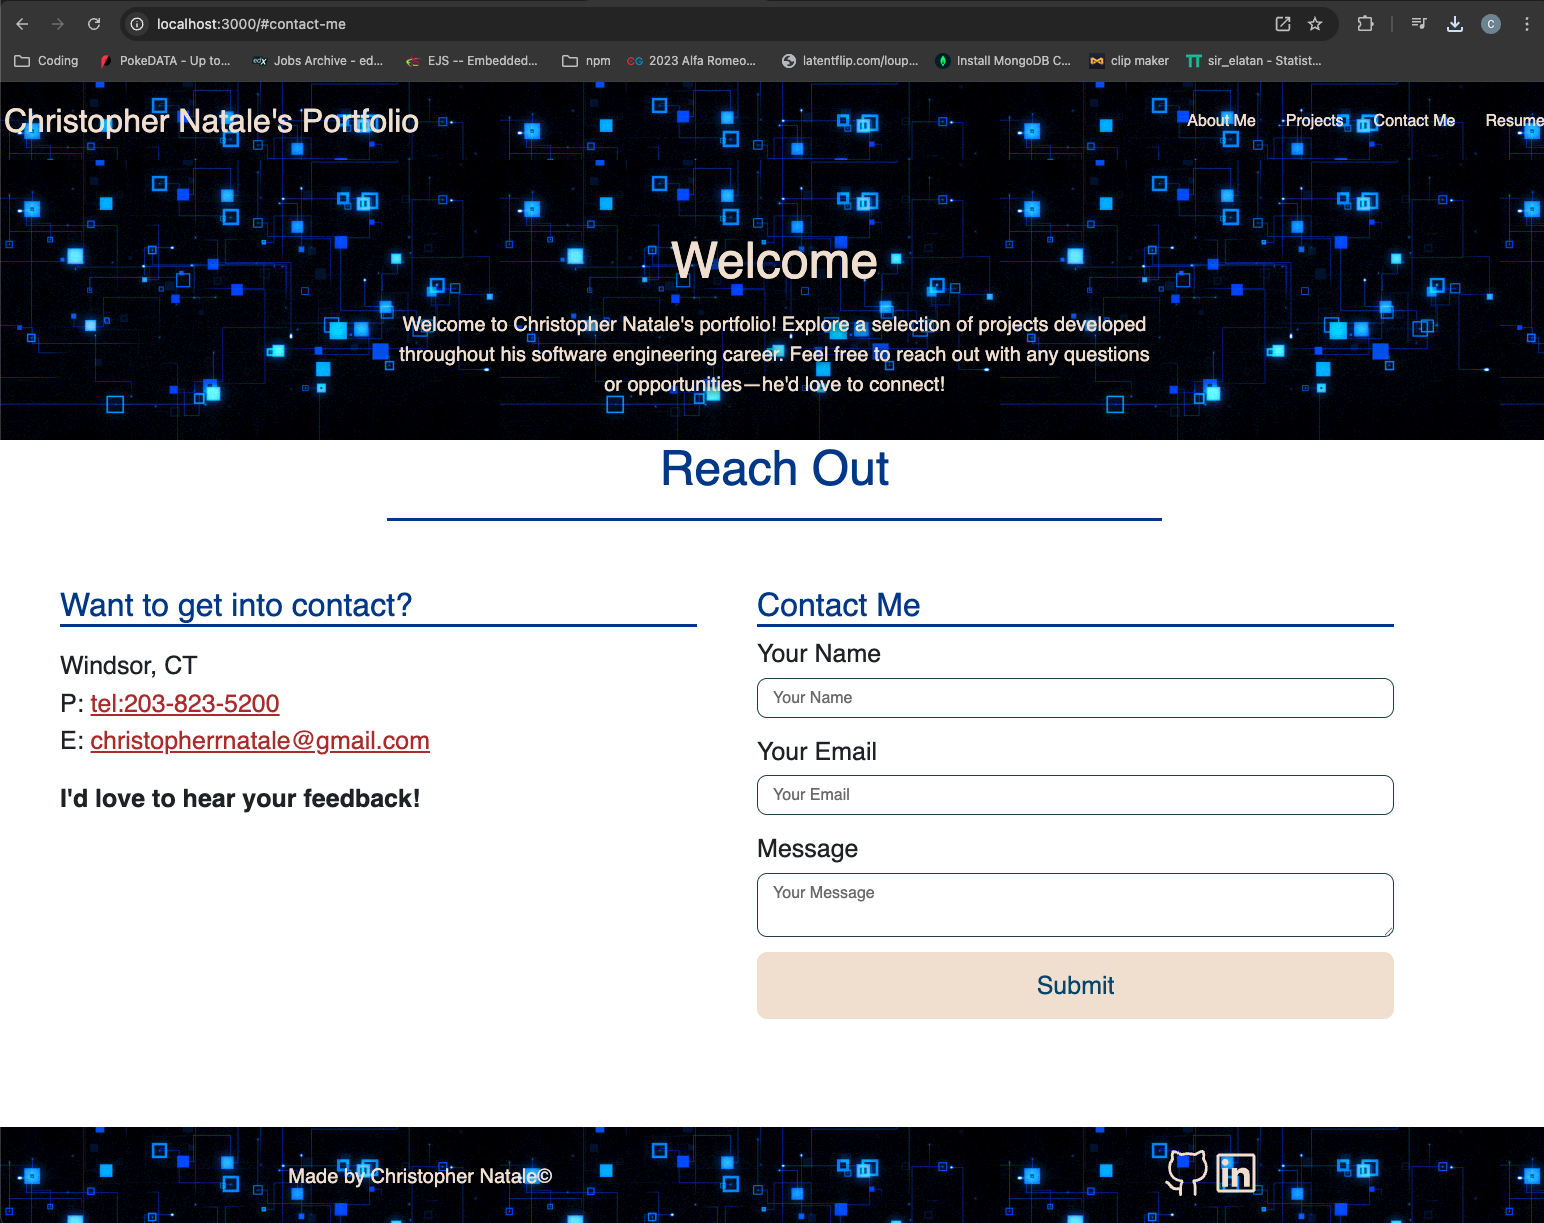 localhost:3000/#contact-me
C
Coding
PokeDATA - Up to...
edX
Jobs Archive - ed...
EJS -- Embedded...
npm
CG
2023 Alfa Romeo...
latentflip.com/loup...
Install MongoDB C...
clip maker
TT
sir_elatan - Statist...
Christopher Natale's Portfolio
About Me
Projects
Contact Me
Resume
Welcome
Welcome to Christopher Natale's portfolio! Explore a selection of projects developed
throughout his software engineering career. Feel free to reach out with any questions
or opportunities—he'd love to connect!
Reach Out
Want to get into contact?
Windsor, CT
P: tel:203-823-5200
E: christopherrnatale@gmail.com
I'd love to hear your feedback!
Contact Me
Your Name
Your Name
Your Email
Your Email
Message
Your Message
Submit
Made by Christopher Natale©
in